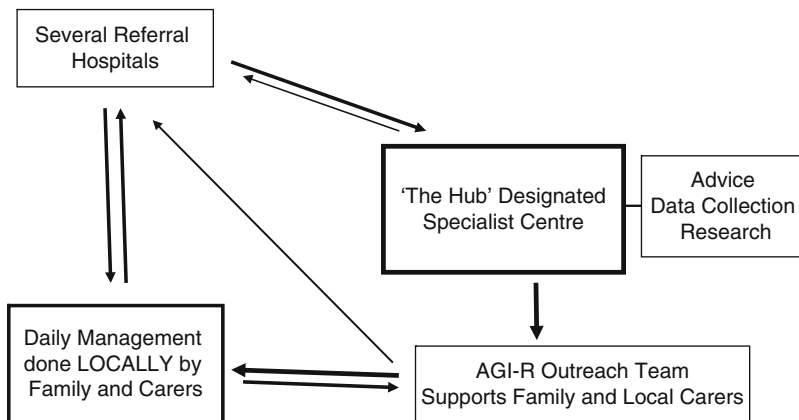 Several Referral
Hospitals
‘The Hub’ Designated
Specialist Centre
Advice
Data Collection
Research
Daily Management
done LOCALLY by
Family and Carers
AGI-R Outreach Team
Supports Family and Local Carers